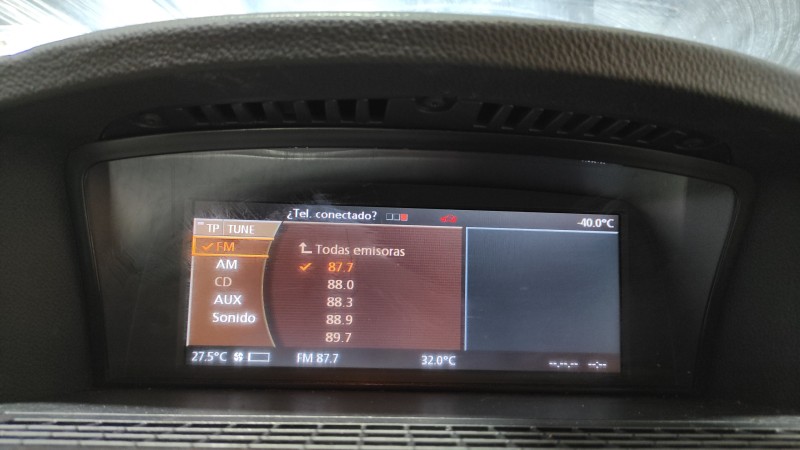 ¿Tel. conectado? -40.0°C
TP TUNE
FM
AM
CD
AUX
Sonido
Todas emisoras
87.7
88.0
88.3
88.9
89.7
27.5°C FM 87.7 32.0°C --.--.-- --:--